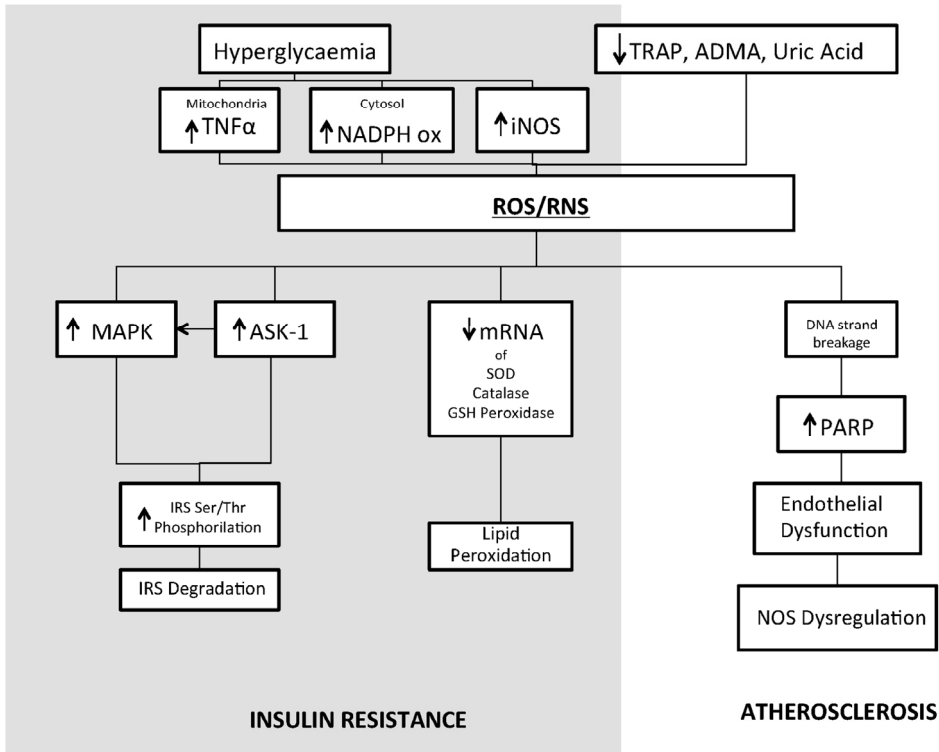 Hyperglycaemia
↓TRAP, ADMA, Uric Acid
Mitochondria
↑TNFα
Cytosol
↑NADPH ox
↑iNOS
ROS/RNS
↑ MAPK
↑ASK-1
↓mRNA
of
SOD
Catalase
GSH Peroxidase
DNA strand
breakage
↑PARP
↑ IRS Ser/Thr
Phosphorilation
Endothelial
Dysfunction
Lipid
Peroxidation
IRS Degradation
NOS Dysregulation
INSULIN RESISTANCE
ATHEROSCLEROSIS